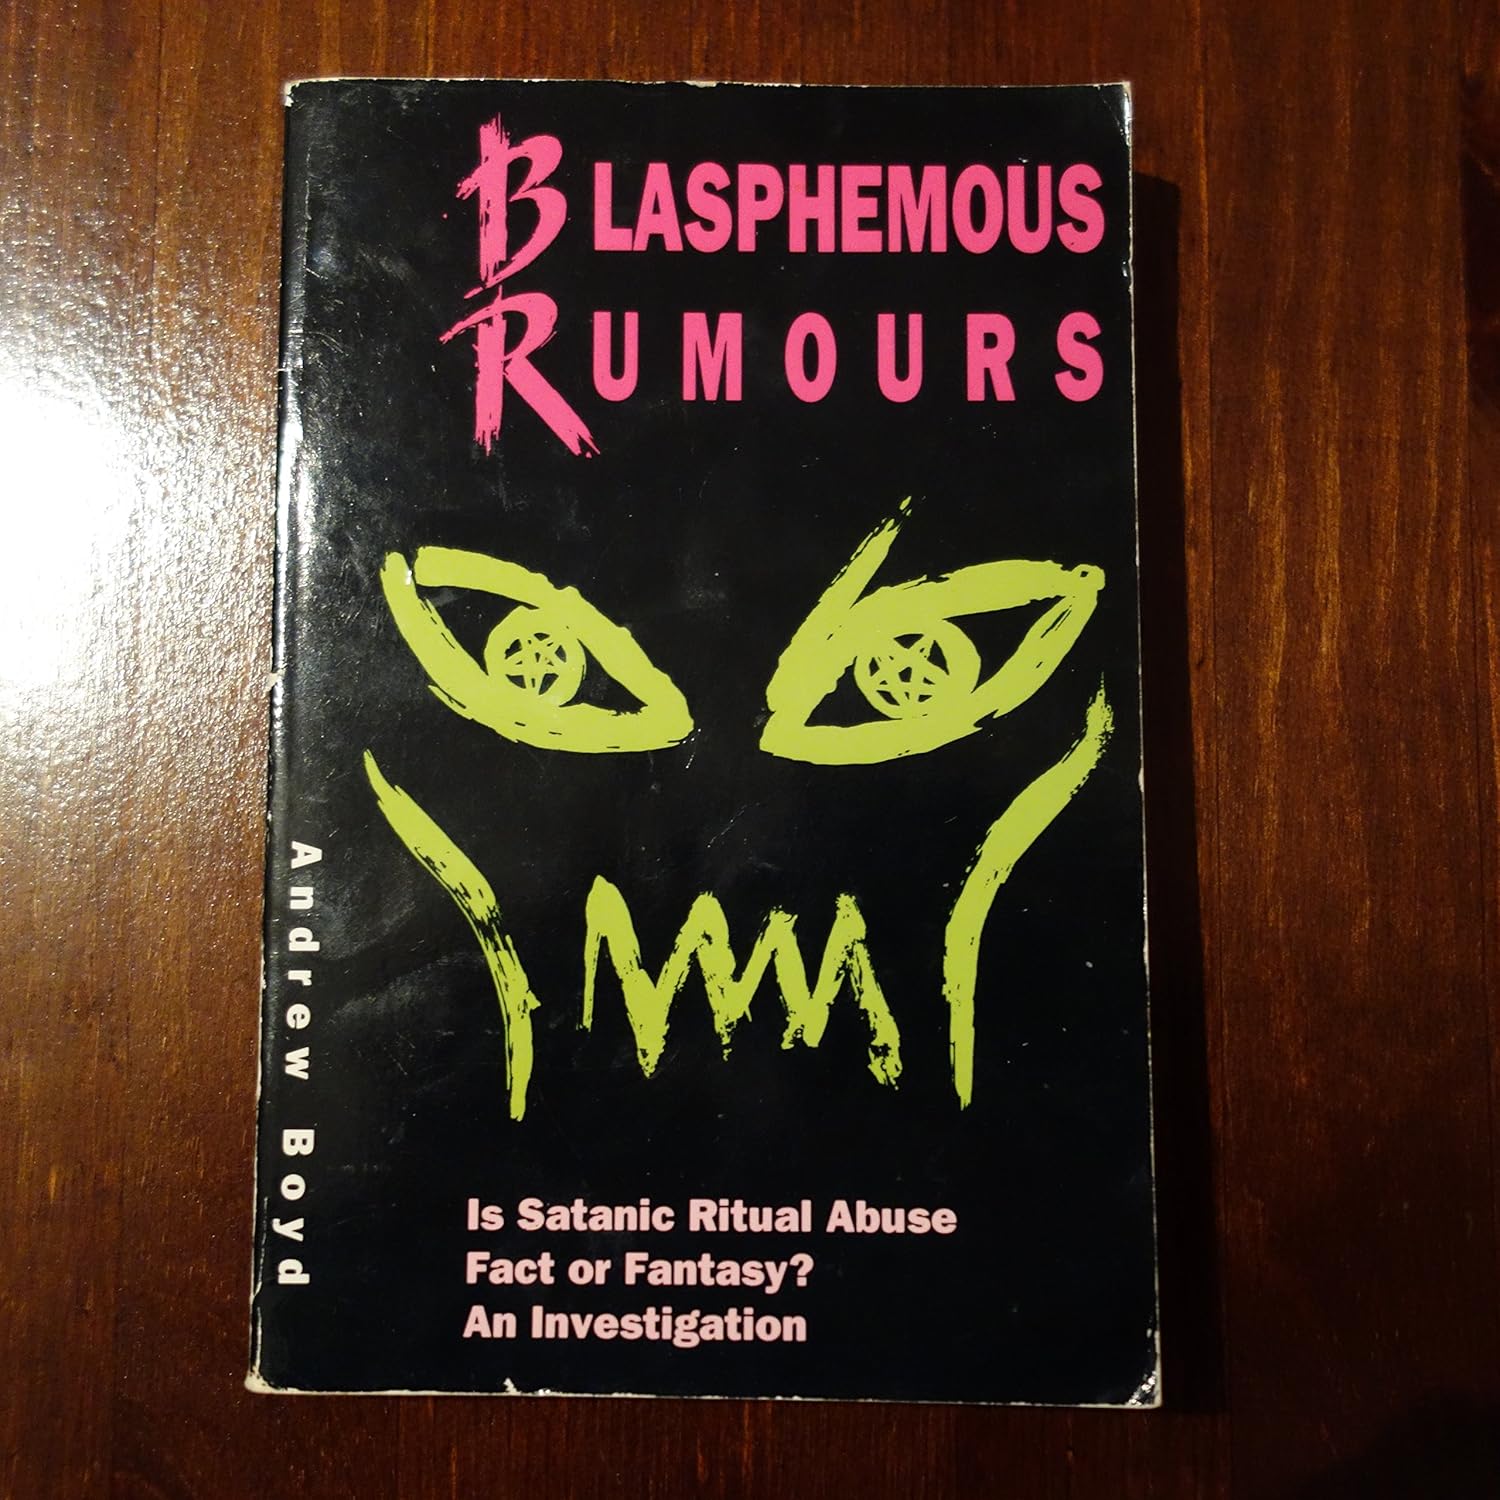 BLASPHEMOUS
RUMOURS
Andrew Boyd
Is Satanic Ritual Abuse
Fact or Fantasy?
An Investigation